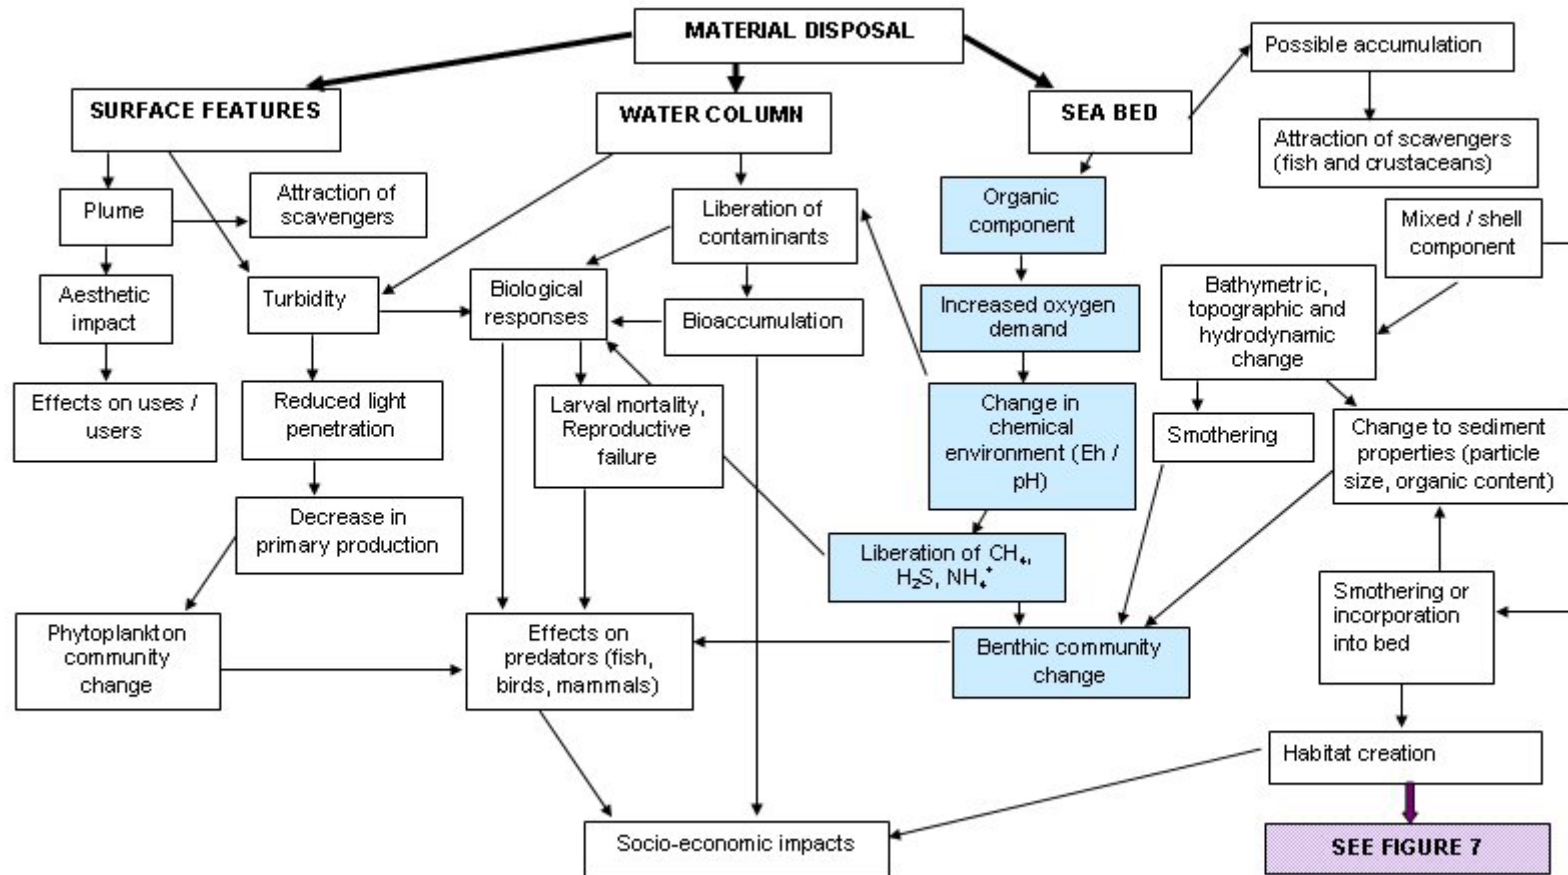 MATERIAL DISPOSAL
Possible accumulation
SURFACE FEATURES
WATER COLUMN
SEA BED
Attraction of scavengers
(fish and crustaceans)
Plume
Attraction of
scavengers
Liberation of
contaminants
Organic
component
Mixed / shell
component
Aesthetic
impact
Turbidity
Biological
responses
Bioaccumulation
Increased oxygen
demand
Bathymetric,
topographic and
hydrodynamic
change
Effects on uses /
users
Reduced light
penetration
Larval mortality,
Reproductive
failure
Change in
chemical
environment (Eh /
pH)
Smothering
Change to sediment
properties (particle
size, organic content)
Decrease in
primary production
Liberation of CH₄,
H₂S, NH₄⁺
Smothering or
incorporation
into bed
Phytoplankton
community
change
Effects on
predators (fish,
birds, mammals)
Benthic community
change
Habitat creation
Socio-economic impacts
SEE FIGURE 7